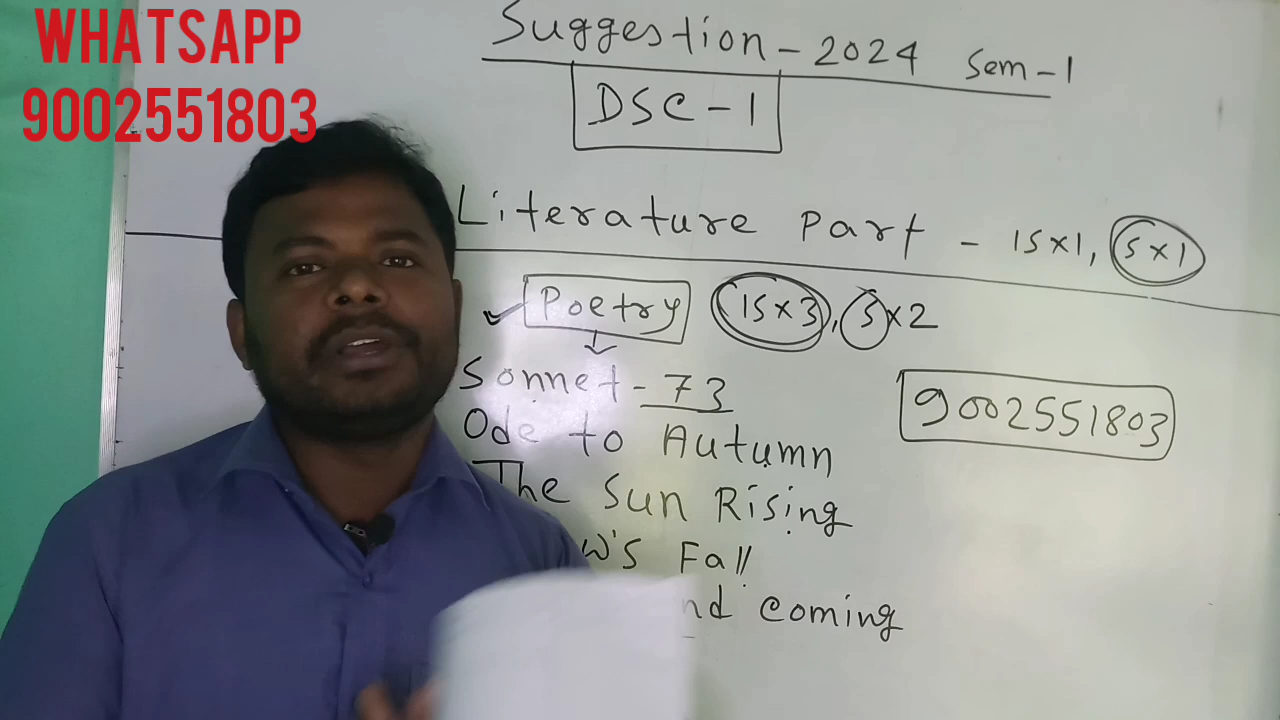 WHATSAPP
9002551803
Suggestion - 2024 Sem - 1
DSC - 1
Literature Part - 15x1, 5x1
Poetry 15x3, 5x2
Sonnet - 73
Ode to Autumn
9002551803
The Sun Rising
W's Fall
nd coming